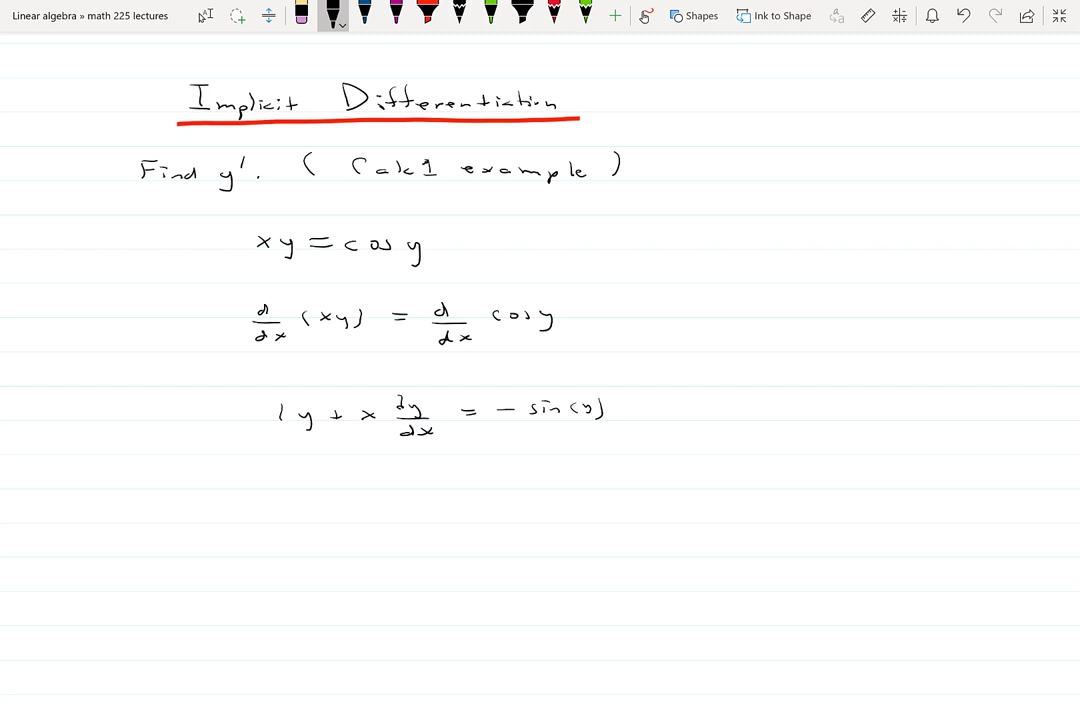 Linear algebra » math 225 lectures Shapes Ink to Shape
Implicit Differentiation
Find y'. ( Calc 1 example )
xy = cos y
d/dx (xy) = d/dx cos y
1 y + x dy/dx = - sin(y)